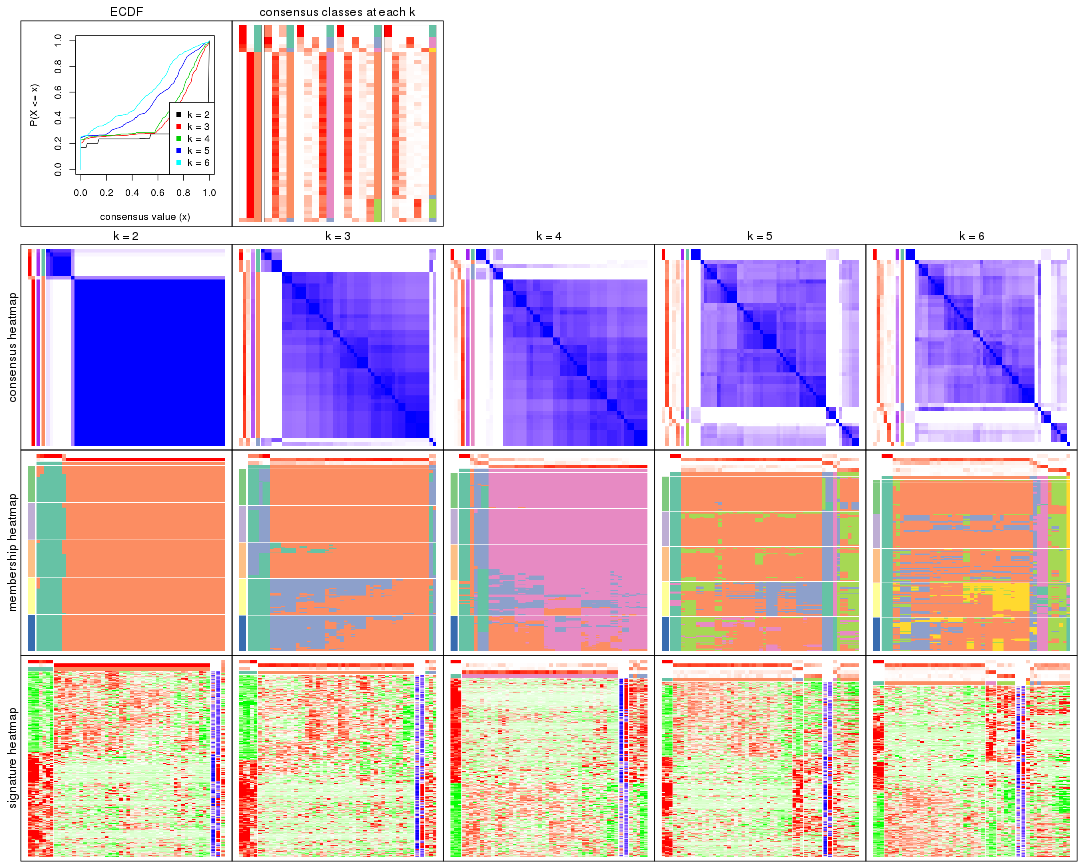 ECDF
consensus classes at each k
P(X <= x)
0.0 0.2 0.4 0.6 0.8 1.0
k = 2
k = 3
k = 4
k = 5
k = 6
0.0 0.2 0.4 0.6 0.8 1.0
consensus value (x)
k = 2 k = 3 k = 4 k = 5 k = 6
consensus heatmap
membership heatmap
signature heatmap